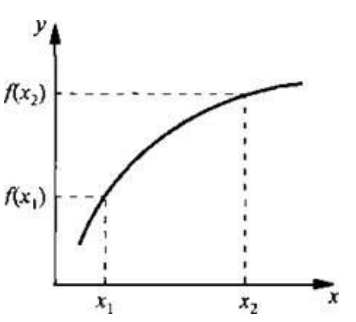 y
f(x₂)
f(x₁)
x₁
x₂
x